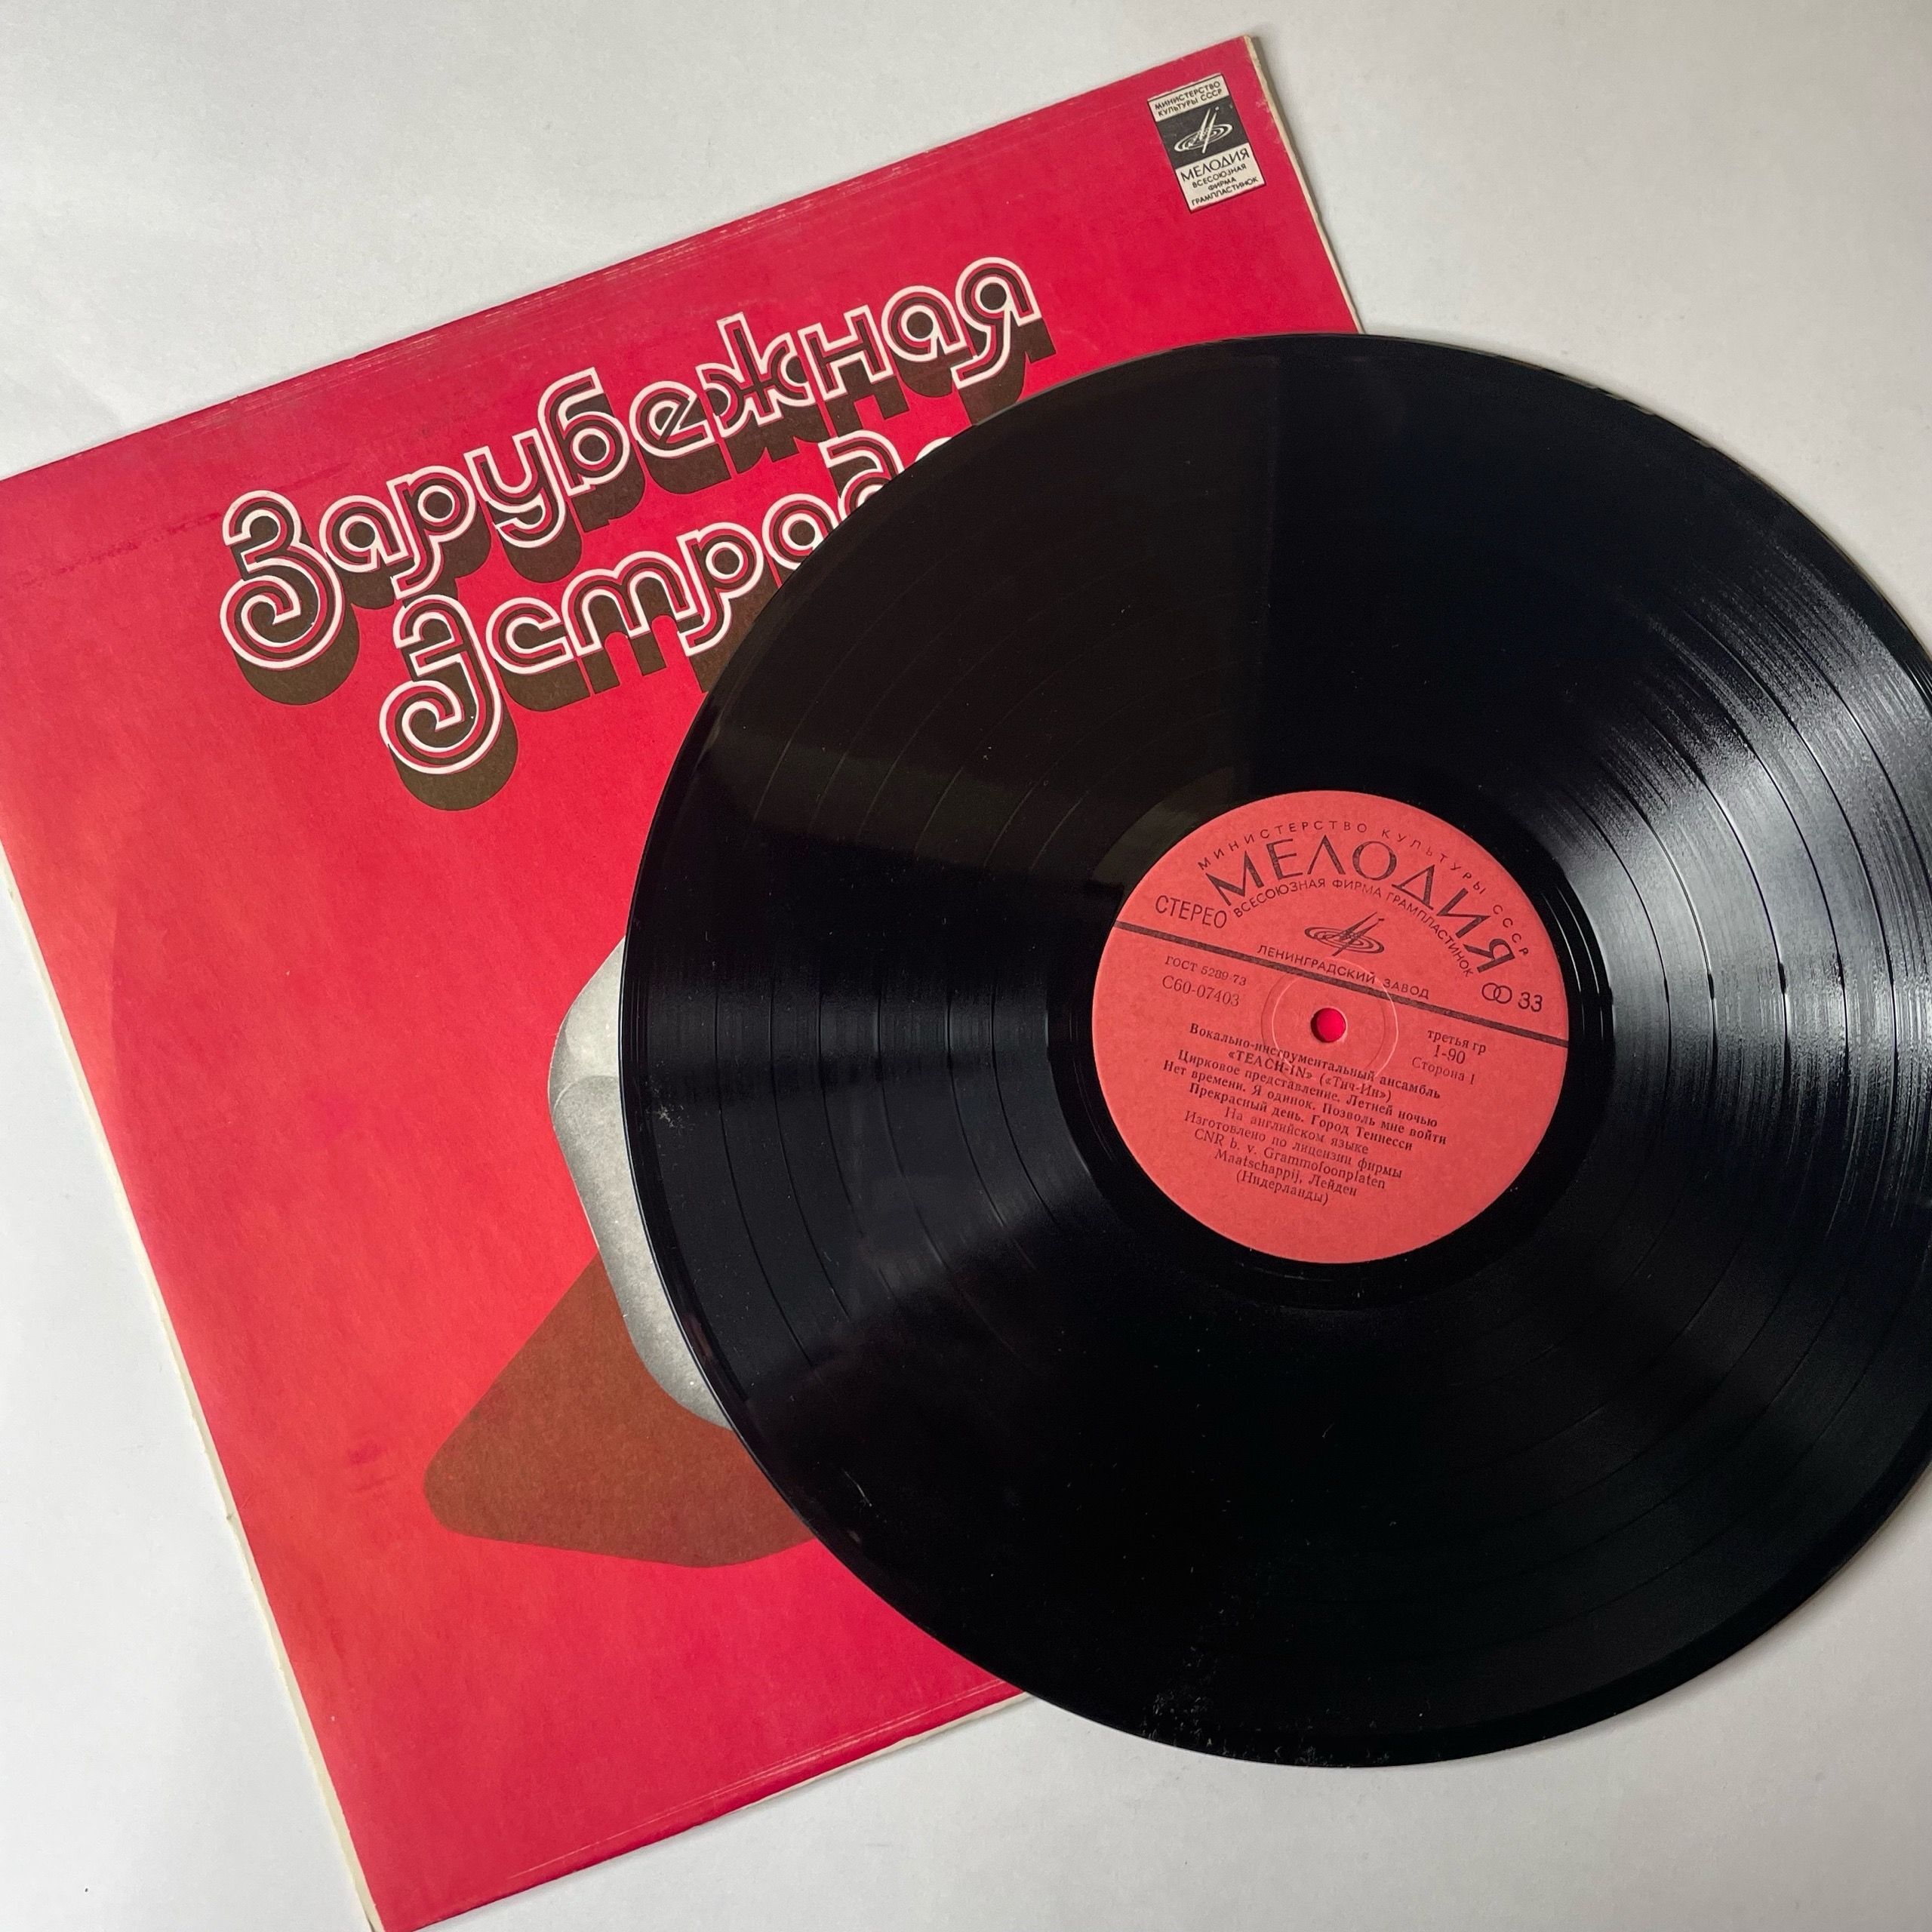 МИНИСТЕРСТВО
КУЛЬТУРЫ СССР
МЕЛОДИЯ
ВСЕСОЮЗНАЯ
ФИРМА
ГРАМПЛАСТИНОК
Зарубежная
МИНИСТЕРСТВО КУЛЬТУРЫ СССР
МЕЛОДИЯ
ВСЕСОЮЗНАЯ ФИРМА ГРАМПЛАСТИНОК
СТЕРЕО
ЛЕНИНГРАДСКИЙ ЗАВОД
33
ГОСТ 5289-73
С60-07403
третья гр
1-90
Сторона 1
Вокально-инструментальный ансамбль
«TEACH-IN» («Тич-Ин»)
Цирковое представление. Летней ночью
Нет времени. Я одинок. Позволь мне войти
Прекрасный день. Город Теннесси
На английском языке
Изготовлено по лицензии фирмы
CNR b. v. Grammofoonplaten
Maatschappij, Лейден
(Нидерланды)